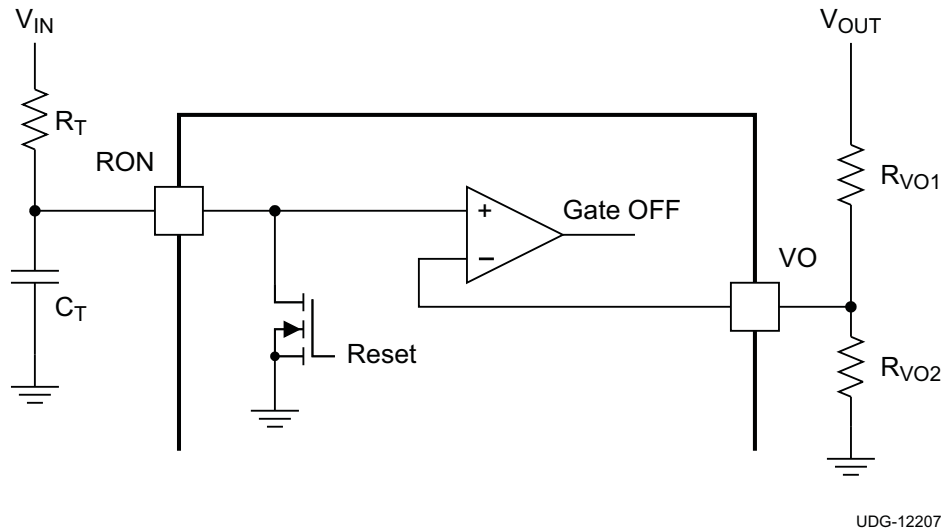 V_IN
V_OUT
R_T
RON
R_VO1
+
Gate OFF
−
VO
C_T
Reset
R_VO2
UDG-12207